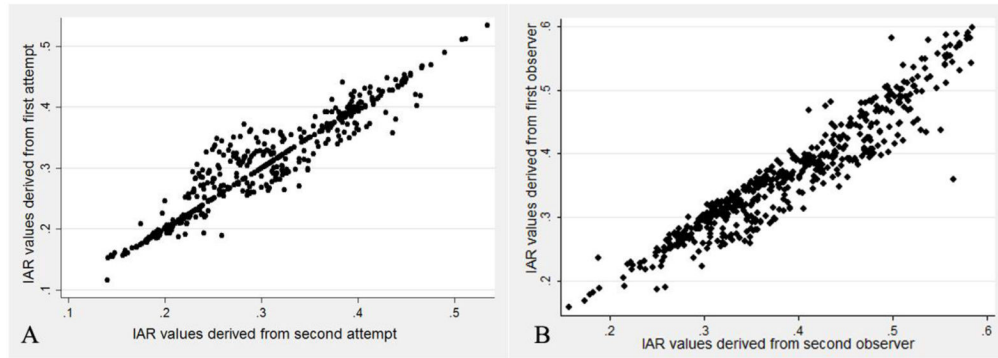 IAR values derived from first attempt
.5
.4
.3
.2
.1
.1 .2 .3 .4 .5
IAR values derived from second attempt
A
IAR values derived from first observer
.6
.5
.4
.3
.2
.2 .3 .4 .5 .6
IAR values derived from second observer
B